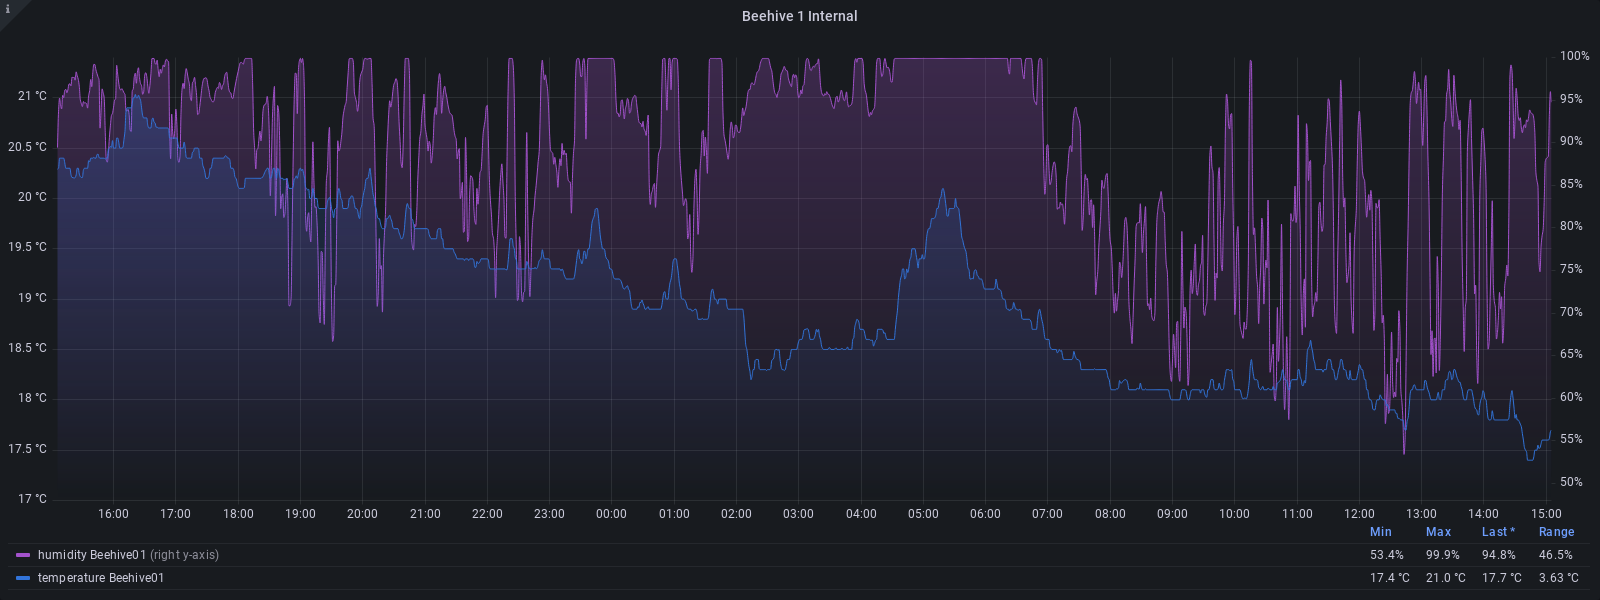 i
Beehive 1 Internal
21 °C
20.5 °C
20 °C
19.5 °C
19 °C
18.5 °C
18 °C
17.5 °C
17 °C
100%
95%
90%
85%
80%
75%
70%
65%
60%
55%
50%
16:00 17:00 18:00 19:00 20:00 21:00 22:00 23:00 00:00 01:00 02:00 03:00 04:00 05:00 06:00 07:00 08:00 09:00 10:00 11:00 12:00 13:00 14:00 15:00
Min Max Last * Range
humidity Beehive01 (right y-axis) 53.4% 99.9% 94.8% 46.5%
temperature Beehive01 17.4 °C 21.0 °C 17.7 °C 3.63 °C